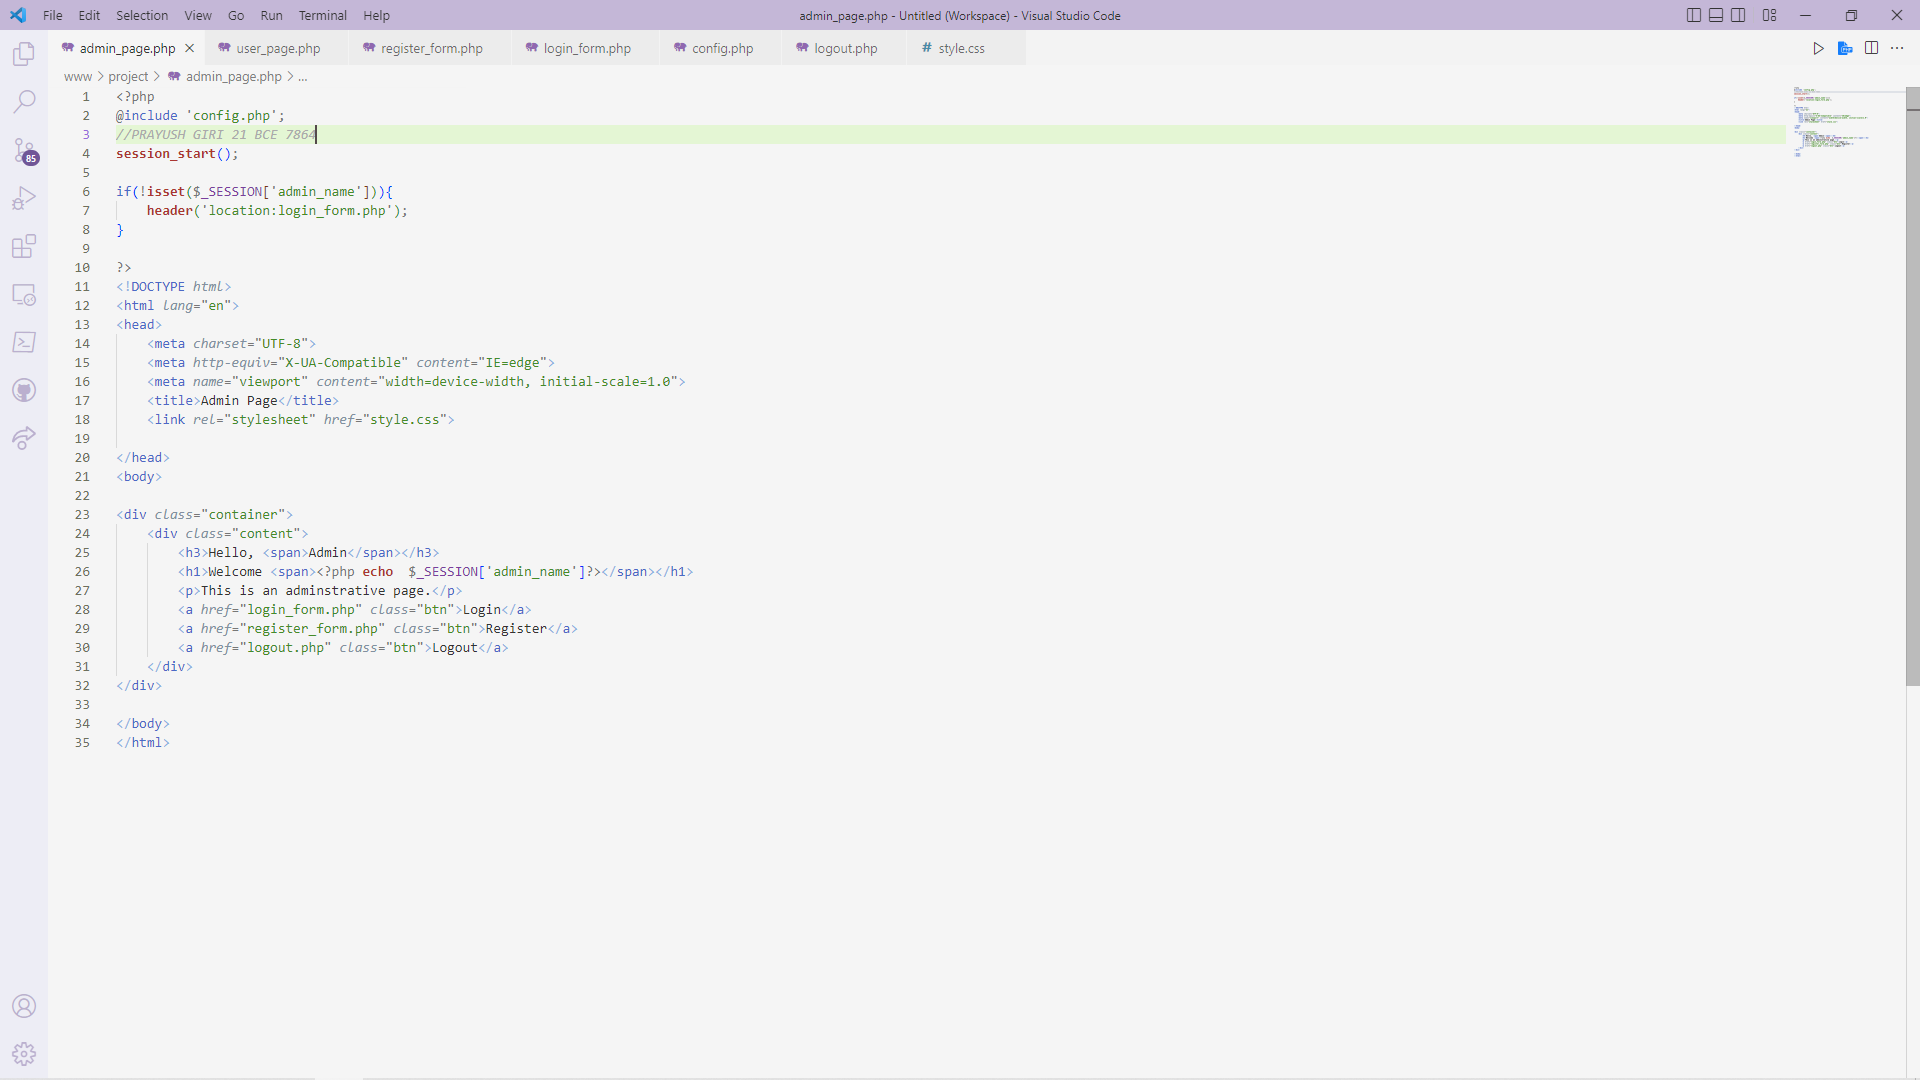 File Edit Selection View Go Run Terminal Help
admin_page.php - Untitled (Workspace) - Visual Studio Code
admin_page.php user_page.php register_form.php login_form.php config.php logout.php # style.css
www > project > admin_page.php > ...
85
1 <?php
2 @include 'config.php';
3 //PRAYUSH GIRI 21 BCE 7864
4 session_start();
5
6 if(!isset($_SESSION['admin_name'])){
7     header('location:login_form.php');
8 }
9
10 ?>
11 <!DOCTYPE html>
12 <html lang="en">
13 <head>
14     <meta charset="UTF-8">
15     <meta http-equiv="X-UA-Compatible" content="IE=edge">
16     <meta name="viewport" content="width=device-width, initial-scale=1.0">
17     <title>Admin Page</title>
18     <link rel="stylesheet" href="style.css">
19
20 </head>
21 <body>
22
23 <div class="container">
24     <div class="content">
25         <h3>Hello, <span>Admin</span></h3>
26         <h1>Welcome <span><?php echo  $_SESSION['admin_name']?></span></h1>
27         <p>This is an adminstrative page.</p>
28         <a href="login_form.php" class="btn">Login</a>
29         <a href="register_form.php" class="btn">Register</a>
30         <a href="logout.php" class="btn">Logout</a>
31     </div>
32 </div>
33
34 </body>
35 </html>